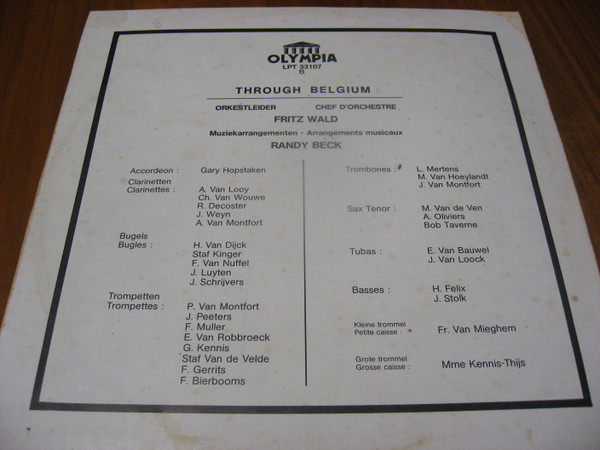 OLYMPIA
LPT 33107
B
THROUGH BELGIUM
ORKESTLEIDER CHEF D'ORCHESTRE
FRITZ WALD
Muziekarrangementen - Arrangements musicaux
RANDY BECK
Accordeon : Gary Hopstaken
Clarinetten
Clarinettes : A. Van Looy
Ch. Van Wouwe
R. Decoster
J. Weyn
A. Van Montfort
Bugels
Bugles : H. Van Dijck
Staf Kinger
F. Van Nuffel
J. Luyten
J. Schrijvers
Trompetten
Trompettes : P. Van Montfort
J. Peeters
F. Muller
E. Van Robbroeck
G. Kennis
Staf Van de Velde
F. Gerrits
F. Bierbooms
Trombones : L. Mertens
M. Van Hoeylandt
J. Van Montfort
Sax Tenor : M. Van de Ven
A. Oliviers
Bob Taverne
Tubas : E. Van Bauwel
J. Van Loock
Basses : H. Felix
J. Stolk
Kleine trommel
Petite caisse : Fr. Van Mieghem
Grote trommel
Grosse caisse : Mme Kennis-Thijs